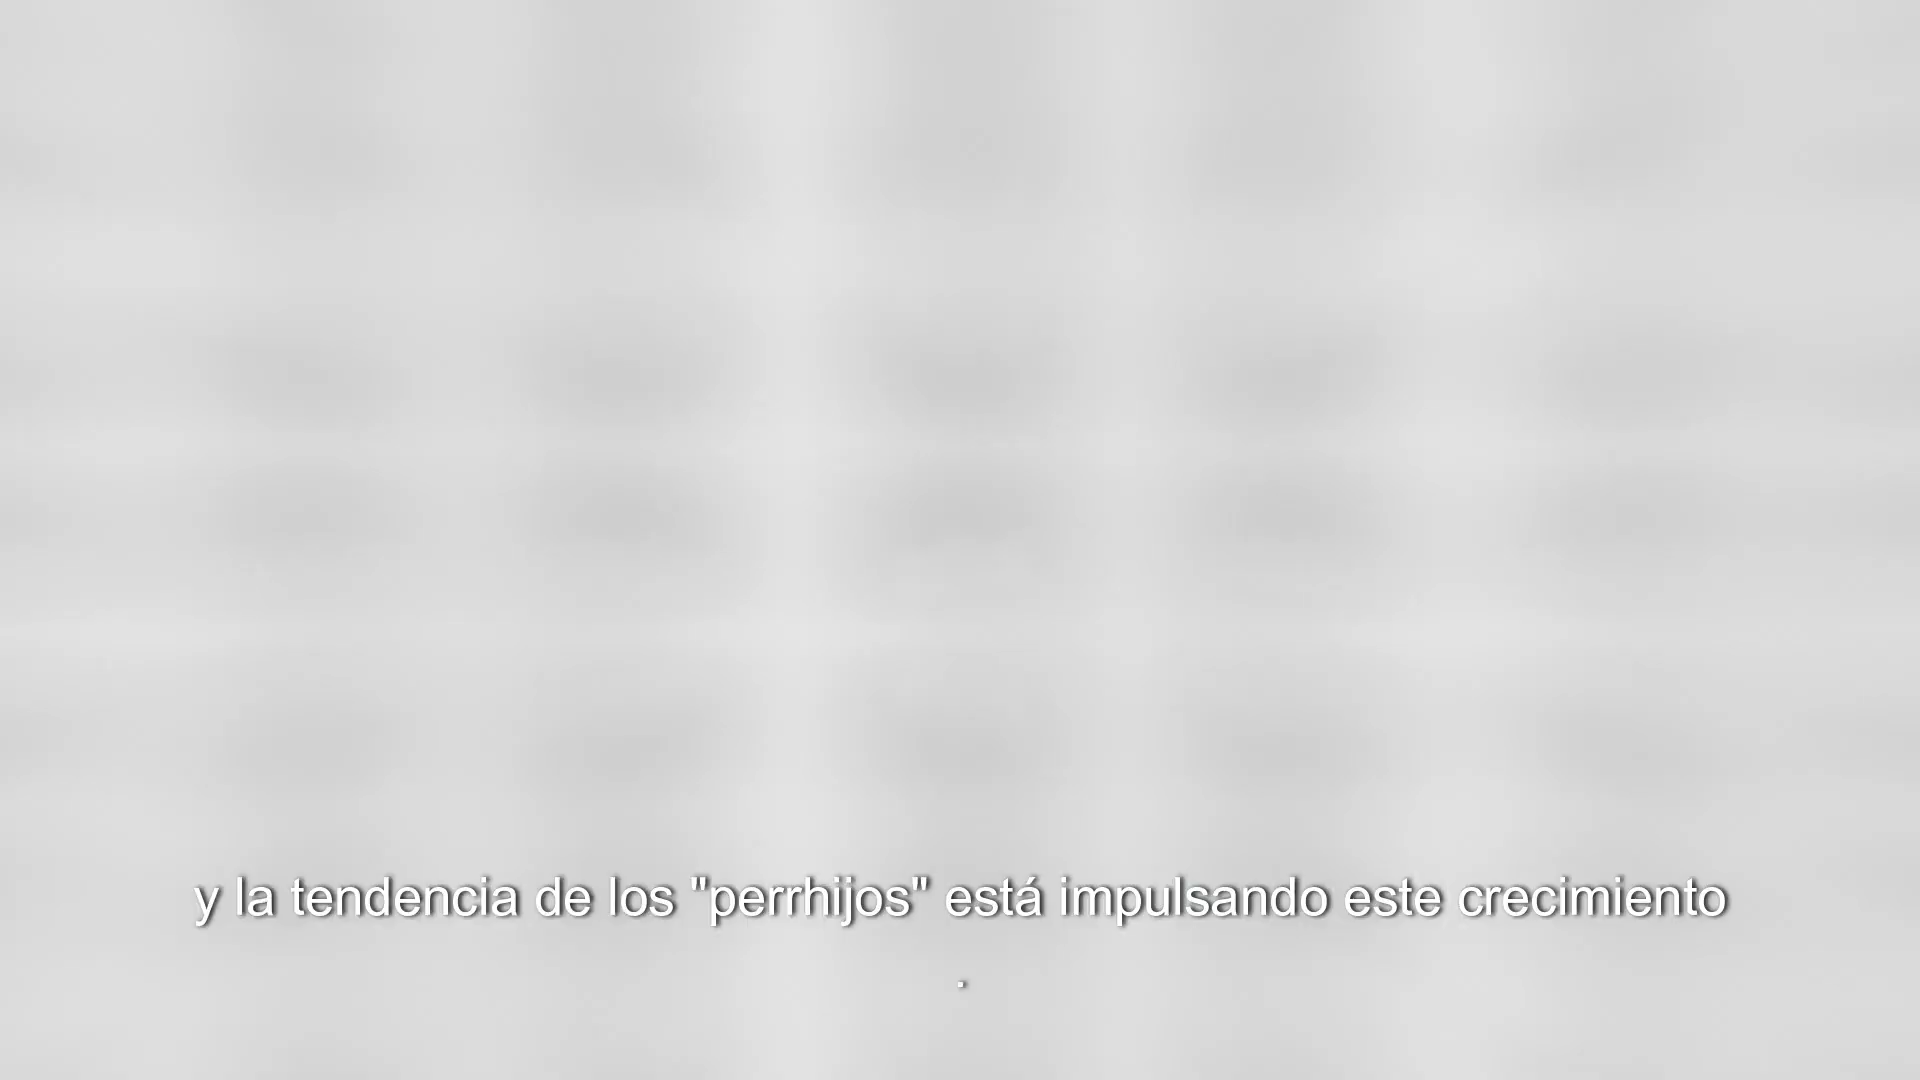 y la tendencia de los "perrhijos" está impulsando este crecimiento
.